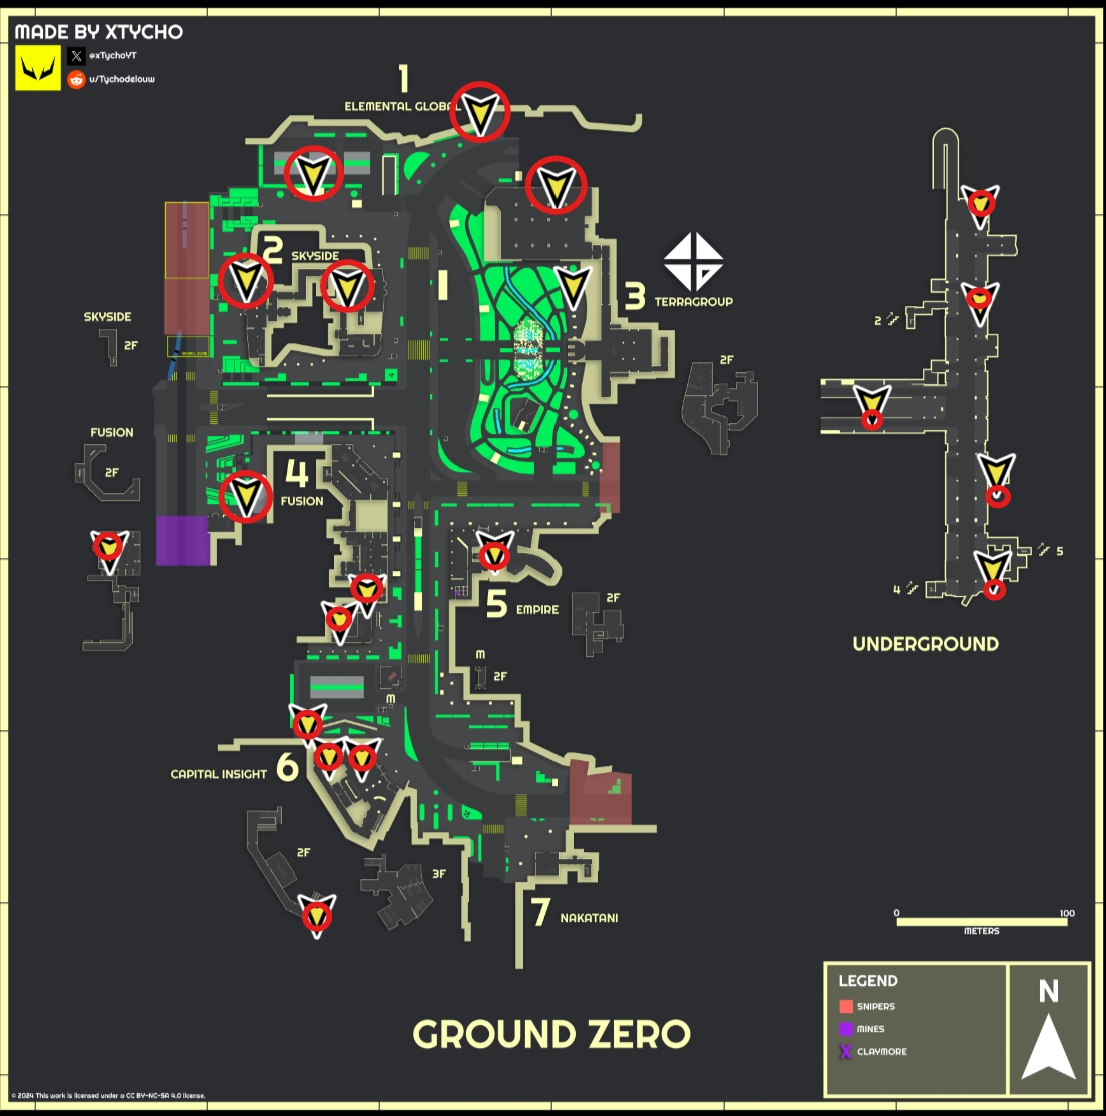 MADE BY XTYCHO
@xTychoYT
u/Tychodelouw
1
ELEMENTAL GLOBAL
2
SKYSIDE
3
TERRAGROUP
SKYSIDE
2F
2
2F
FUSION
2F
4
FUSION
5
4
5
EMPIRE
2F
UNDERGROUND
M
2F
M
6
CAPITAL INSIGHT
2F
3F
7
NAKATANI
0
100
METERS
GROUND ZERO
LEGEND
SNIPERS
MINES
X CLAYMORE
N
© 2024 This work is licensed under a CC BY-NC-SA 4.0 license.